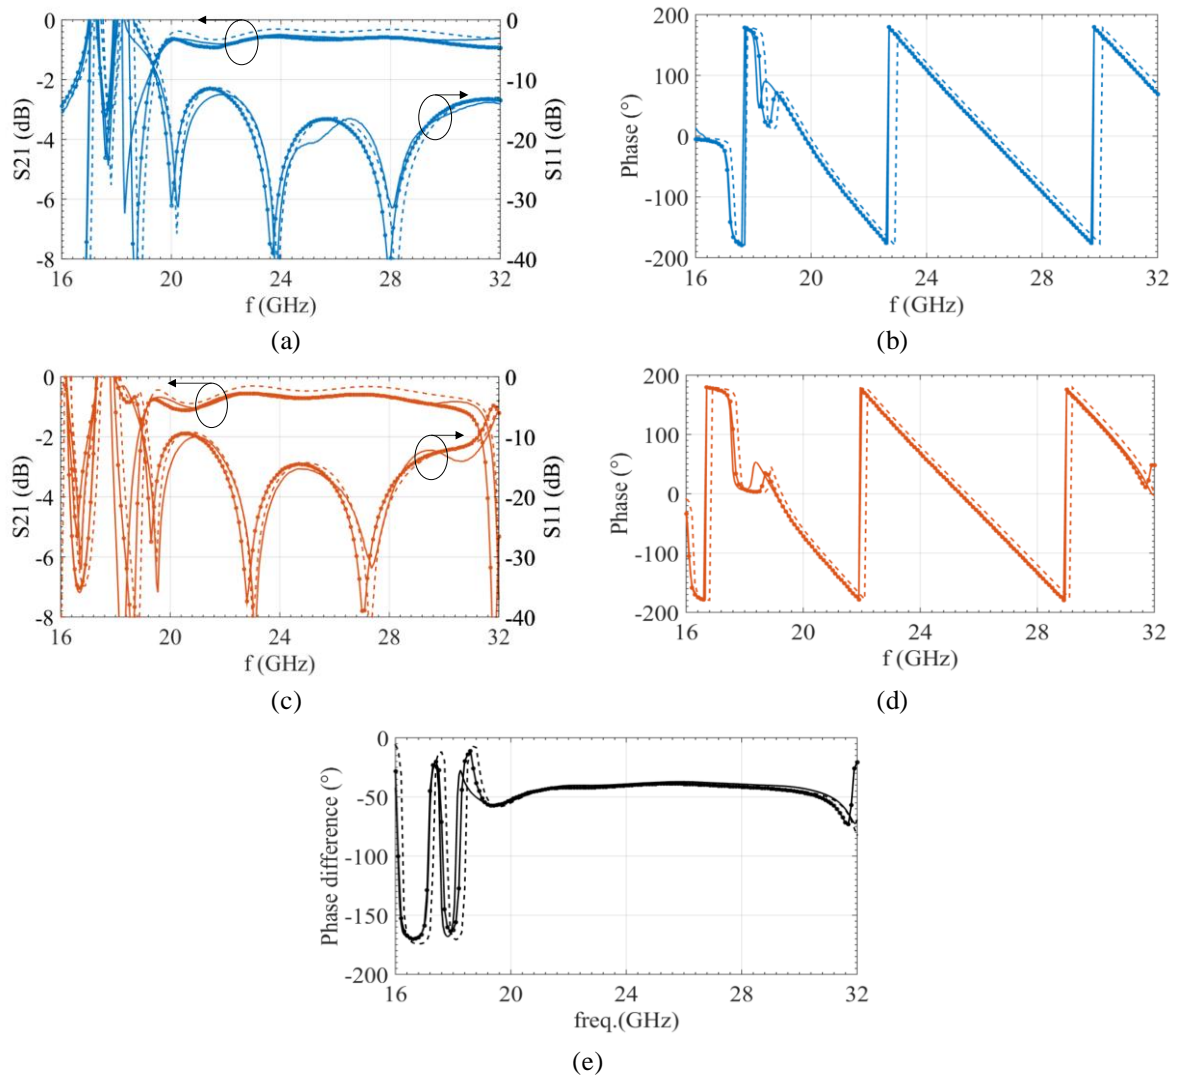 0
-2
-4
-6
-8
S21 (dB)
0
-10
-20
-30
-40
S11 (dB)
16 20 24 28 32
f (GHz)
(a)
200
100
0
-100
-200
Phase (°)
16 20 24 28 32
f (GHz)
(b)
0
-2
-4
-6
-8
S21 (dB)
0
-10
-20
-30
-40
S11 (dB)
16 20 24 28 32
f (GHz)
(c)
200
100
0
-100
-200
Phase (°)
16 20 24 28 32
f (GHz)
(d)
0
-50
-100
-150
-200
Phase difference (°)
16 20 24 28 32
freq.(GHz)
(e)